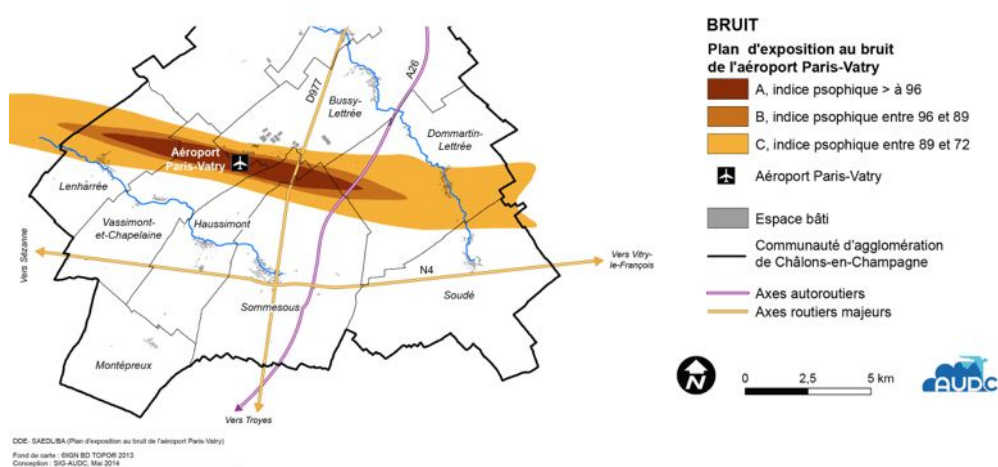 BRUIT
Plan d'exposition au bruit
de l'aéroport Paris-Vatry
A, indice psophique > à 96
B, indice psophique entre 96 et 89
C, indice psophique entre 89 et 72
Aéroport Paris-Vatry
Espace bâti
Communauté d'agglomération
de Châlons-en-Champagne
Axes autoroutiers
Axes routiers majeurs
N
0 2,5 5 km
AUDC
A26
D977
Bussy-
Lettrée
Dommartin-
Lettrée
Aéroport
Paris-Vatry
Lenharrée
Vassimont-
et-Chapelaine
Haussimont
Vers Sézanne
Vers Vitry-
le-François
N4
Sommesous
Soudé
Montépreux
Vers Troyes
DDE- SAEDL/BA (Plan d'exposition au bruit de l'aéroport Paris-Vatry)
Fond de carte : ©IGN BD TOPO® 2013
Conception : SIG-AUDC, Mai 2014